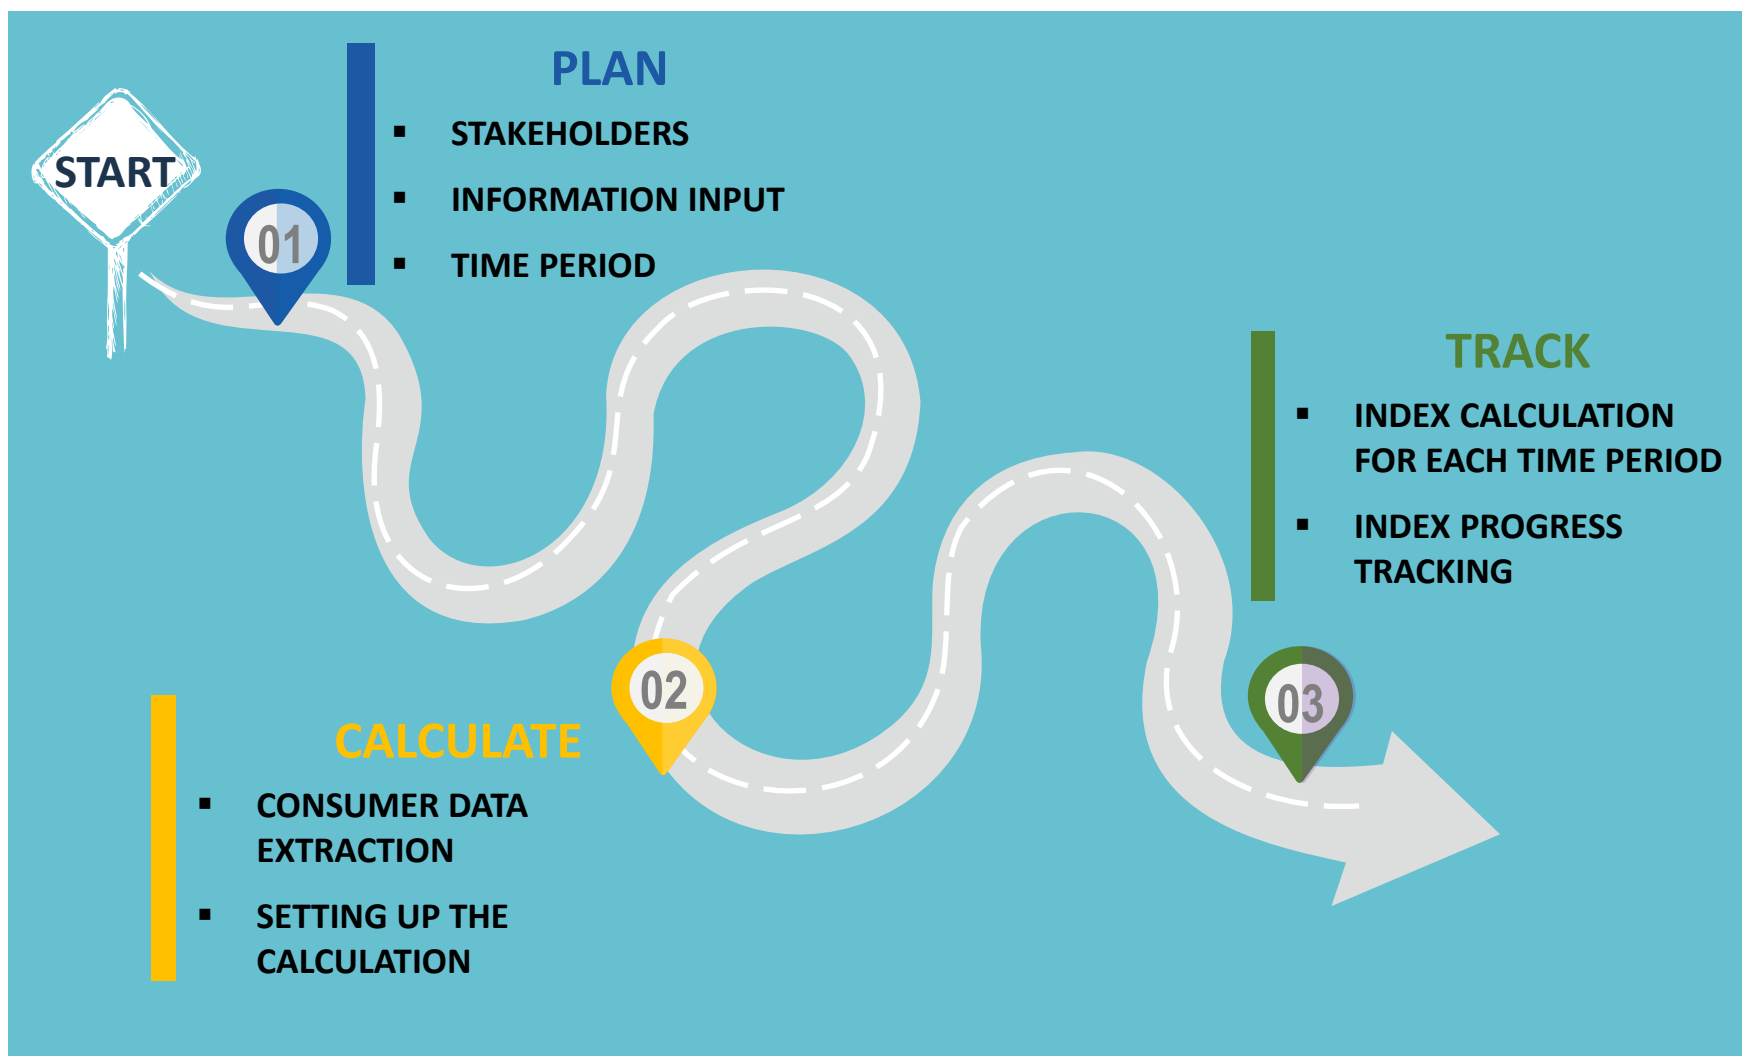 START
01
PLAN
▪ STAKEHOLDERS
▪ INFORMATION INPUT
▪ TIME PERIOD
02
CALCULATE
▪ CONSUMER DATA
EXTRACTION
▪ SETTING UP THE
CALCULATION
03
TRACK
▪ INDEX CALCULATION
FOR EACH TIME PERIOD
▪ INDEX PROGRESS
TRACKING